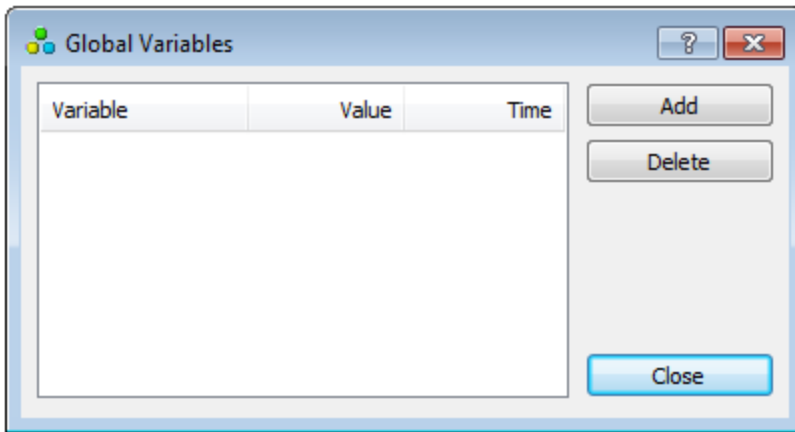 Global Variables
?
Variable Value Time
Add
Delete
Close